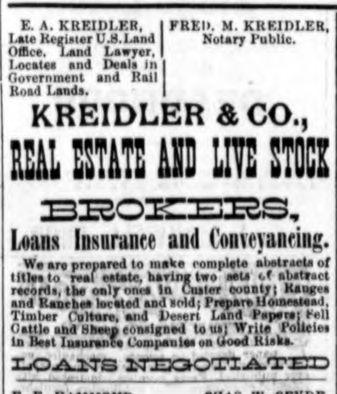 E. A. KREIDLER,
Late Register U.S. Land
Office, Land Lawyer,
Locates and Deals in
Government and Rail
Road Lands.
FRED. M. KREIDLER,
Notary Public.
KREIDLER & CO.,
REAL ESTATE AND LIVE STOCK
BROKERS,
Loans Insurance and Conveyancing.
We are prepared to make complete abstracts of
titles to real estate, having two sets of abstract
records, the only ones in Custer county; Ranges
and Ranches located and sold; Prepare Homestead,
Timber Culture, and Desert Land Papers; Fell
Cattle and Sheep consigned to us; Write Policies
in Best Insurance Companies on Good Risks.
LOANS NEGOTIATED